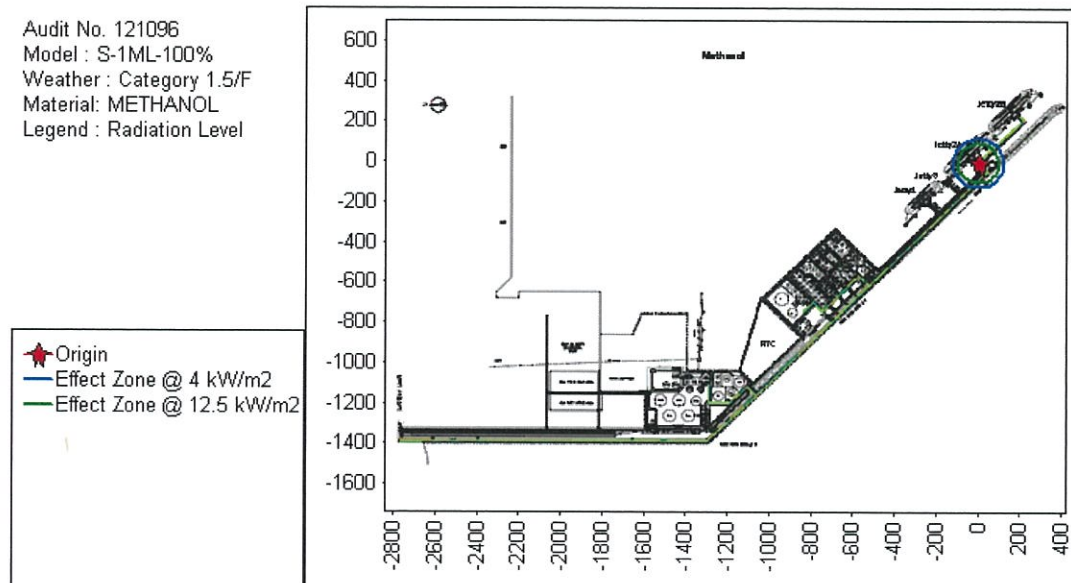 Audit No. 121096
Model : S-1ML-100%
Weather : Category 1.5/F
Material: METHANOL
Legend : Radiation Level
Origin
Effect Zone @ 4 kW/m2
Effect Zone @ 12.5 kW/m2
Methanol
600
400
200
0
-200
-400
-600
-800
-1000
-1200
-1400
-1600
RTC
-2800
-2600
-2400
-2200
-2000
-1800
-1600
-1400
-1200
-1000
-800
-600
-400
-200
0
200
400